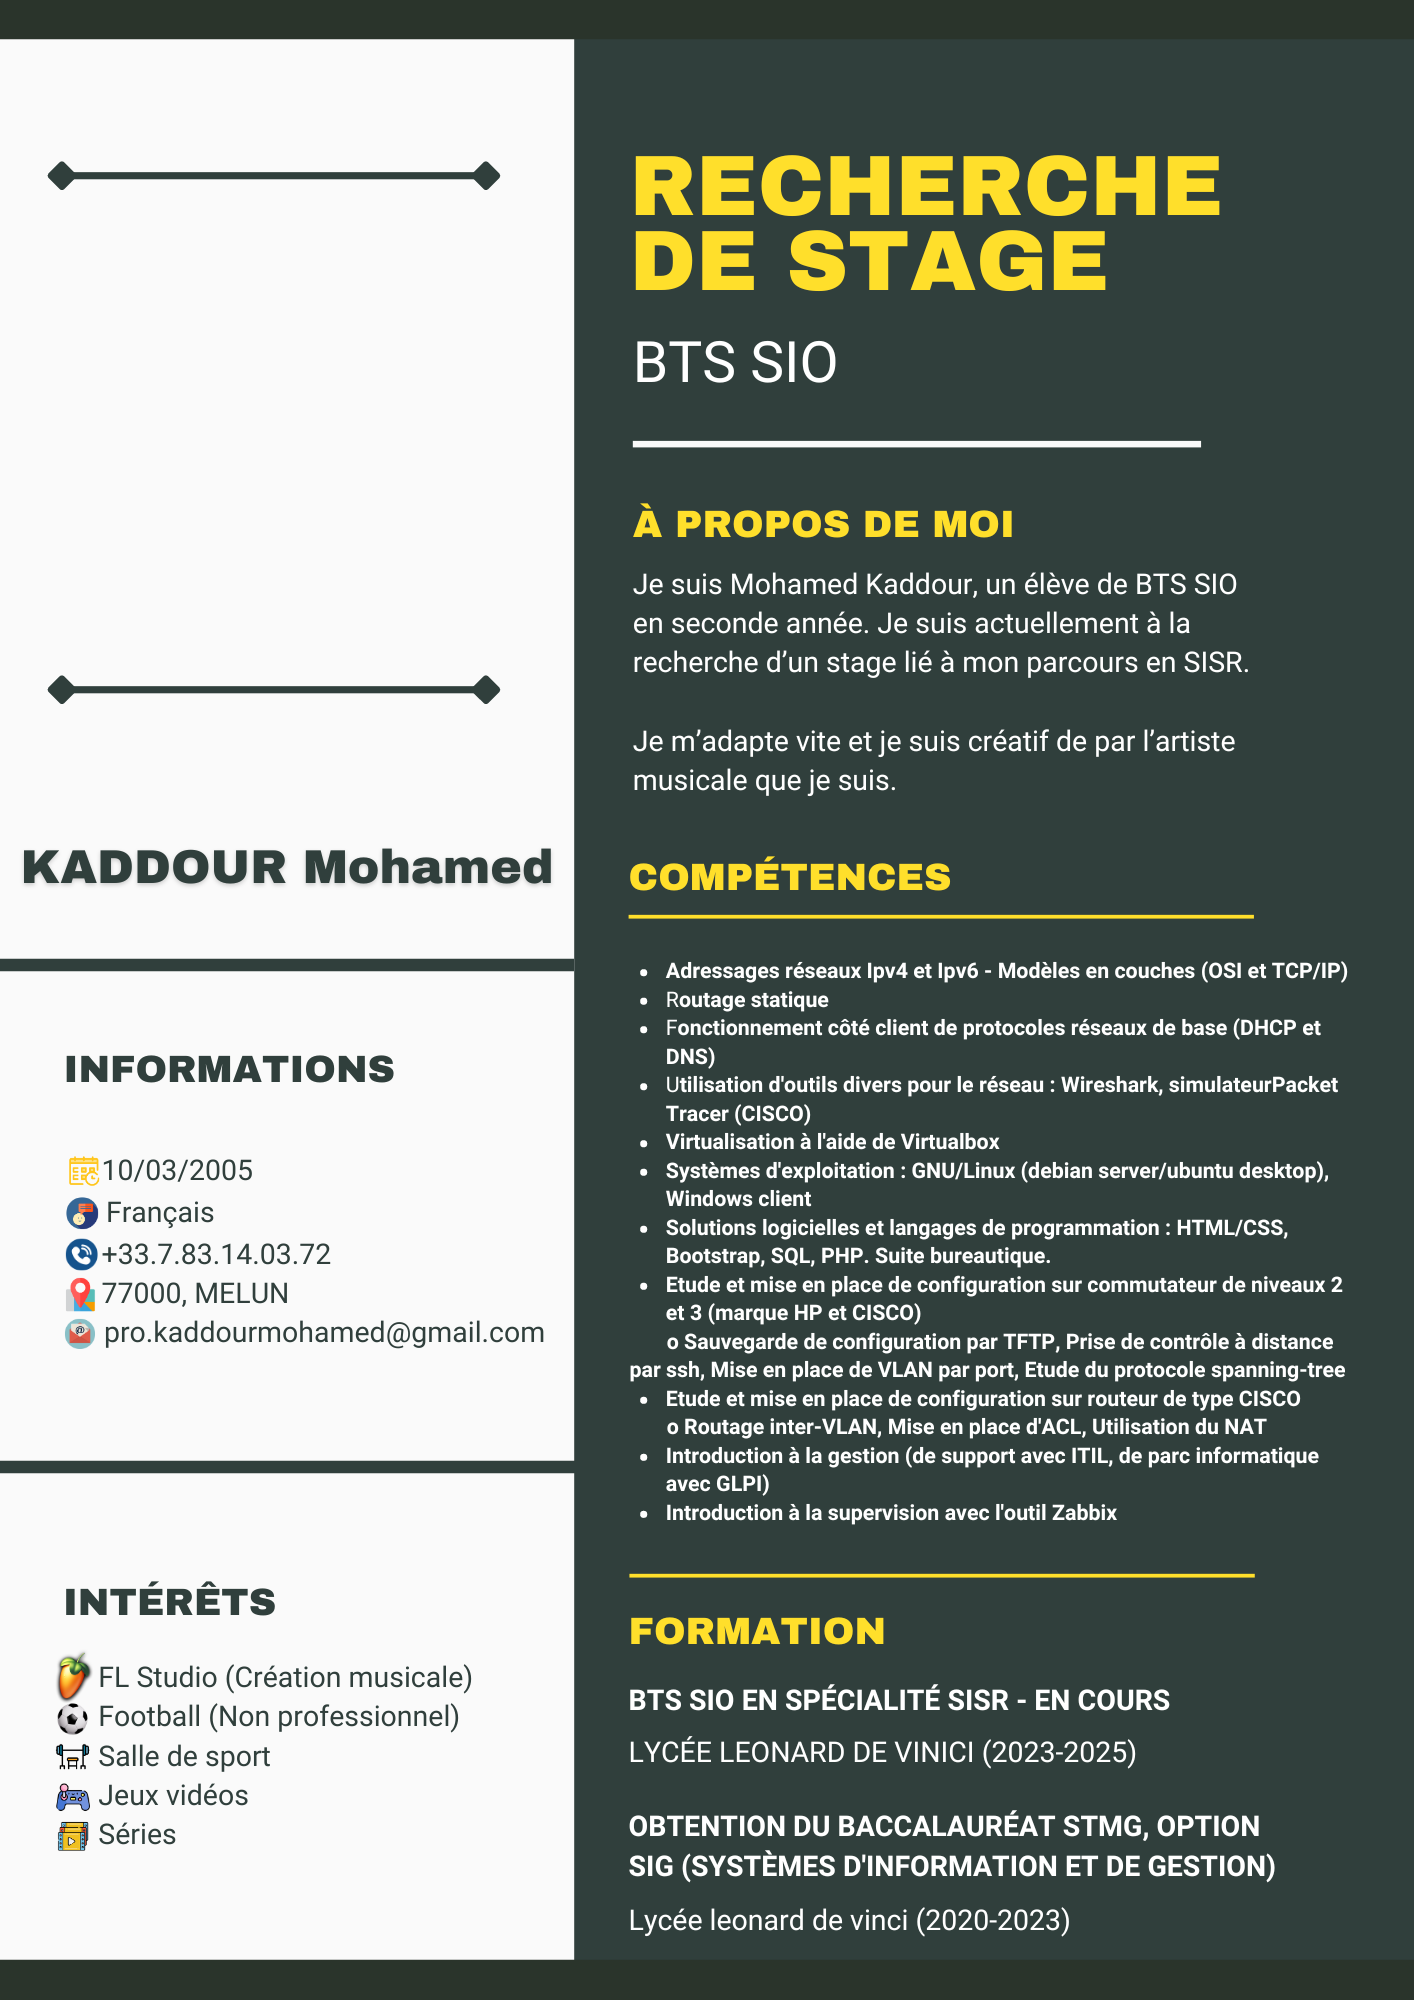 KADDOUR Mohamed
INFORMATIONS
10/03/2005
Français
+33.7.83.14.03.72
77000, MELUN
pro.kaddourmohamed@gmail.com
INTÉRÊTS
FL Studio (Création musicale)
Football (Non professionnel)
Salle de sport
Jeux vidéos
Séries
RECHERCHE
DE STAGE
BTS SIO
À PROPOS DE MOI
Je suis Mohamed Kaddour, un élève de BTS SIO
en seconde année. Je suis actuellement à la
recherche d’un stage lié à mon parcours en SISR.
Je m’adapte vite et je suis créatif de par l’artiste
musicale que je suis.
COMPÉTENCES
• Adressages réseaux Ipv4 et Ipv6 - Modèles en couches (OSI et TCP/IP)
• Routage statique
• Fonctionnement côté client de protocoles réseaux de base (DHCP et
DNS)
• Utilisation d'outils divers pour le réseau : Wireshark, simulateurPacket
Tracer (CISCO)
• Virtualisation à l'aide de Virtualbox
• Systèmes d'exploitation : GNU/Linux (debian server/ubuntu desktop),
Windows client
• Solutions logicielles et langages de programmation : HTML/CSS,
Bootstrap, SQL, PHP. Suite bureautique.
• Etude et mise en place de configuration sur commutateur de niveaux 2
et 3 (marque HP et CISCO)
o Sauvegarde de configuration par TFTP, Prise de contrôle à distance
par ssh, Mise en place de VLAN par port, Etude du protocole spanning-tree
• Etude et mise en place de configuration sur routeur de type CISCO
o Routage inter-VLAN, Mise en place d'ACL, Utilisation du NAT
• Introduction à la gestion (de support avec ITIL, de parc informatique
avec GLPI)
• Introduction à la supervision avec l'outil Zabbix
FORMATION
BTS SIO EN SPÉCIALITÉ SISR - EN COURS
LYCÉE LEONARD DE VINICI (2023-2025)
OBTENTION DU BACCALAURÉAT STMG, OPTION
SIG (SYSTÈMES D'INFORMATION ET DE GESTION)
Lycée leonard de vinci (2020-2023)